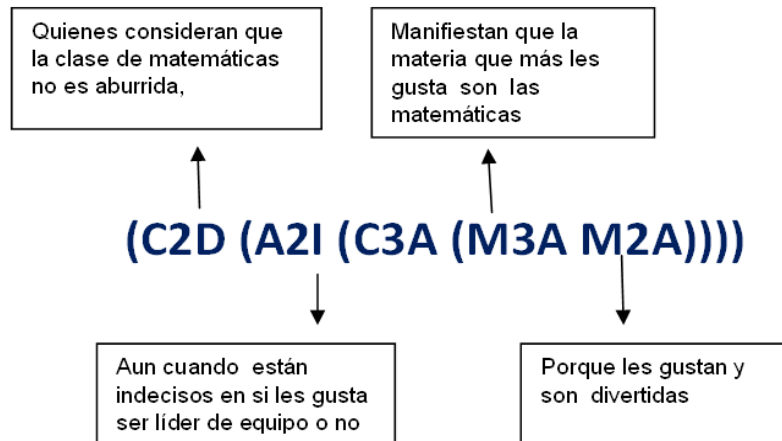 Quienes consideran que
la clase de matemáticas
no es aburrida,
Manifiestan que la
materia que más les
gusta son las
matemáticas
(C2D (A2I (C3A (M3A M2A))))
Aun cuando están
indecisos en si les gusta
ser líder de equipo o no
Porque les gustan y
son divertidas